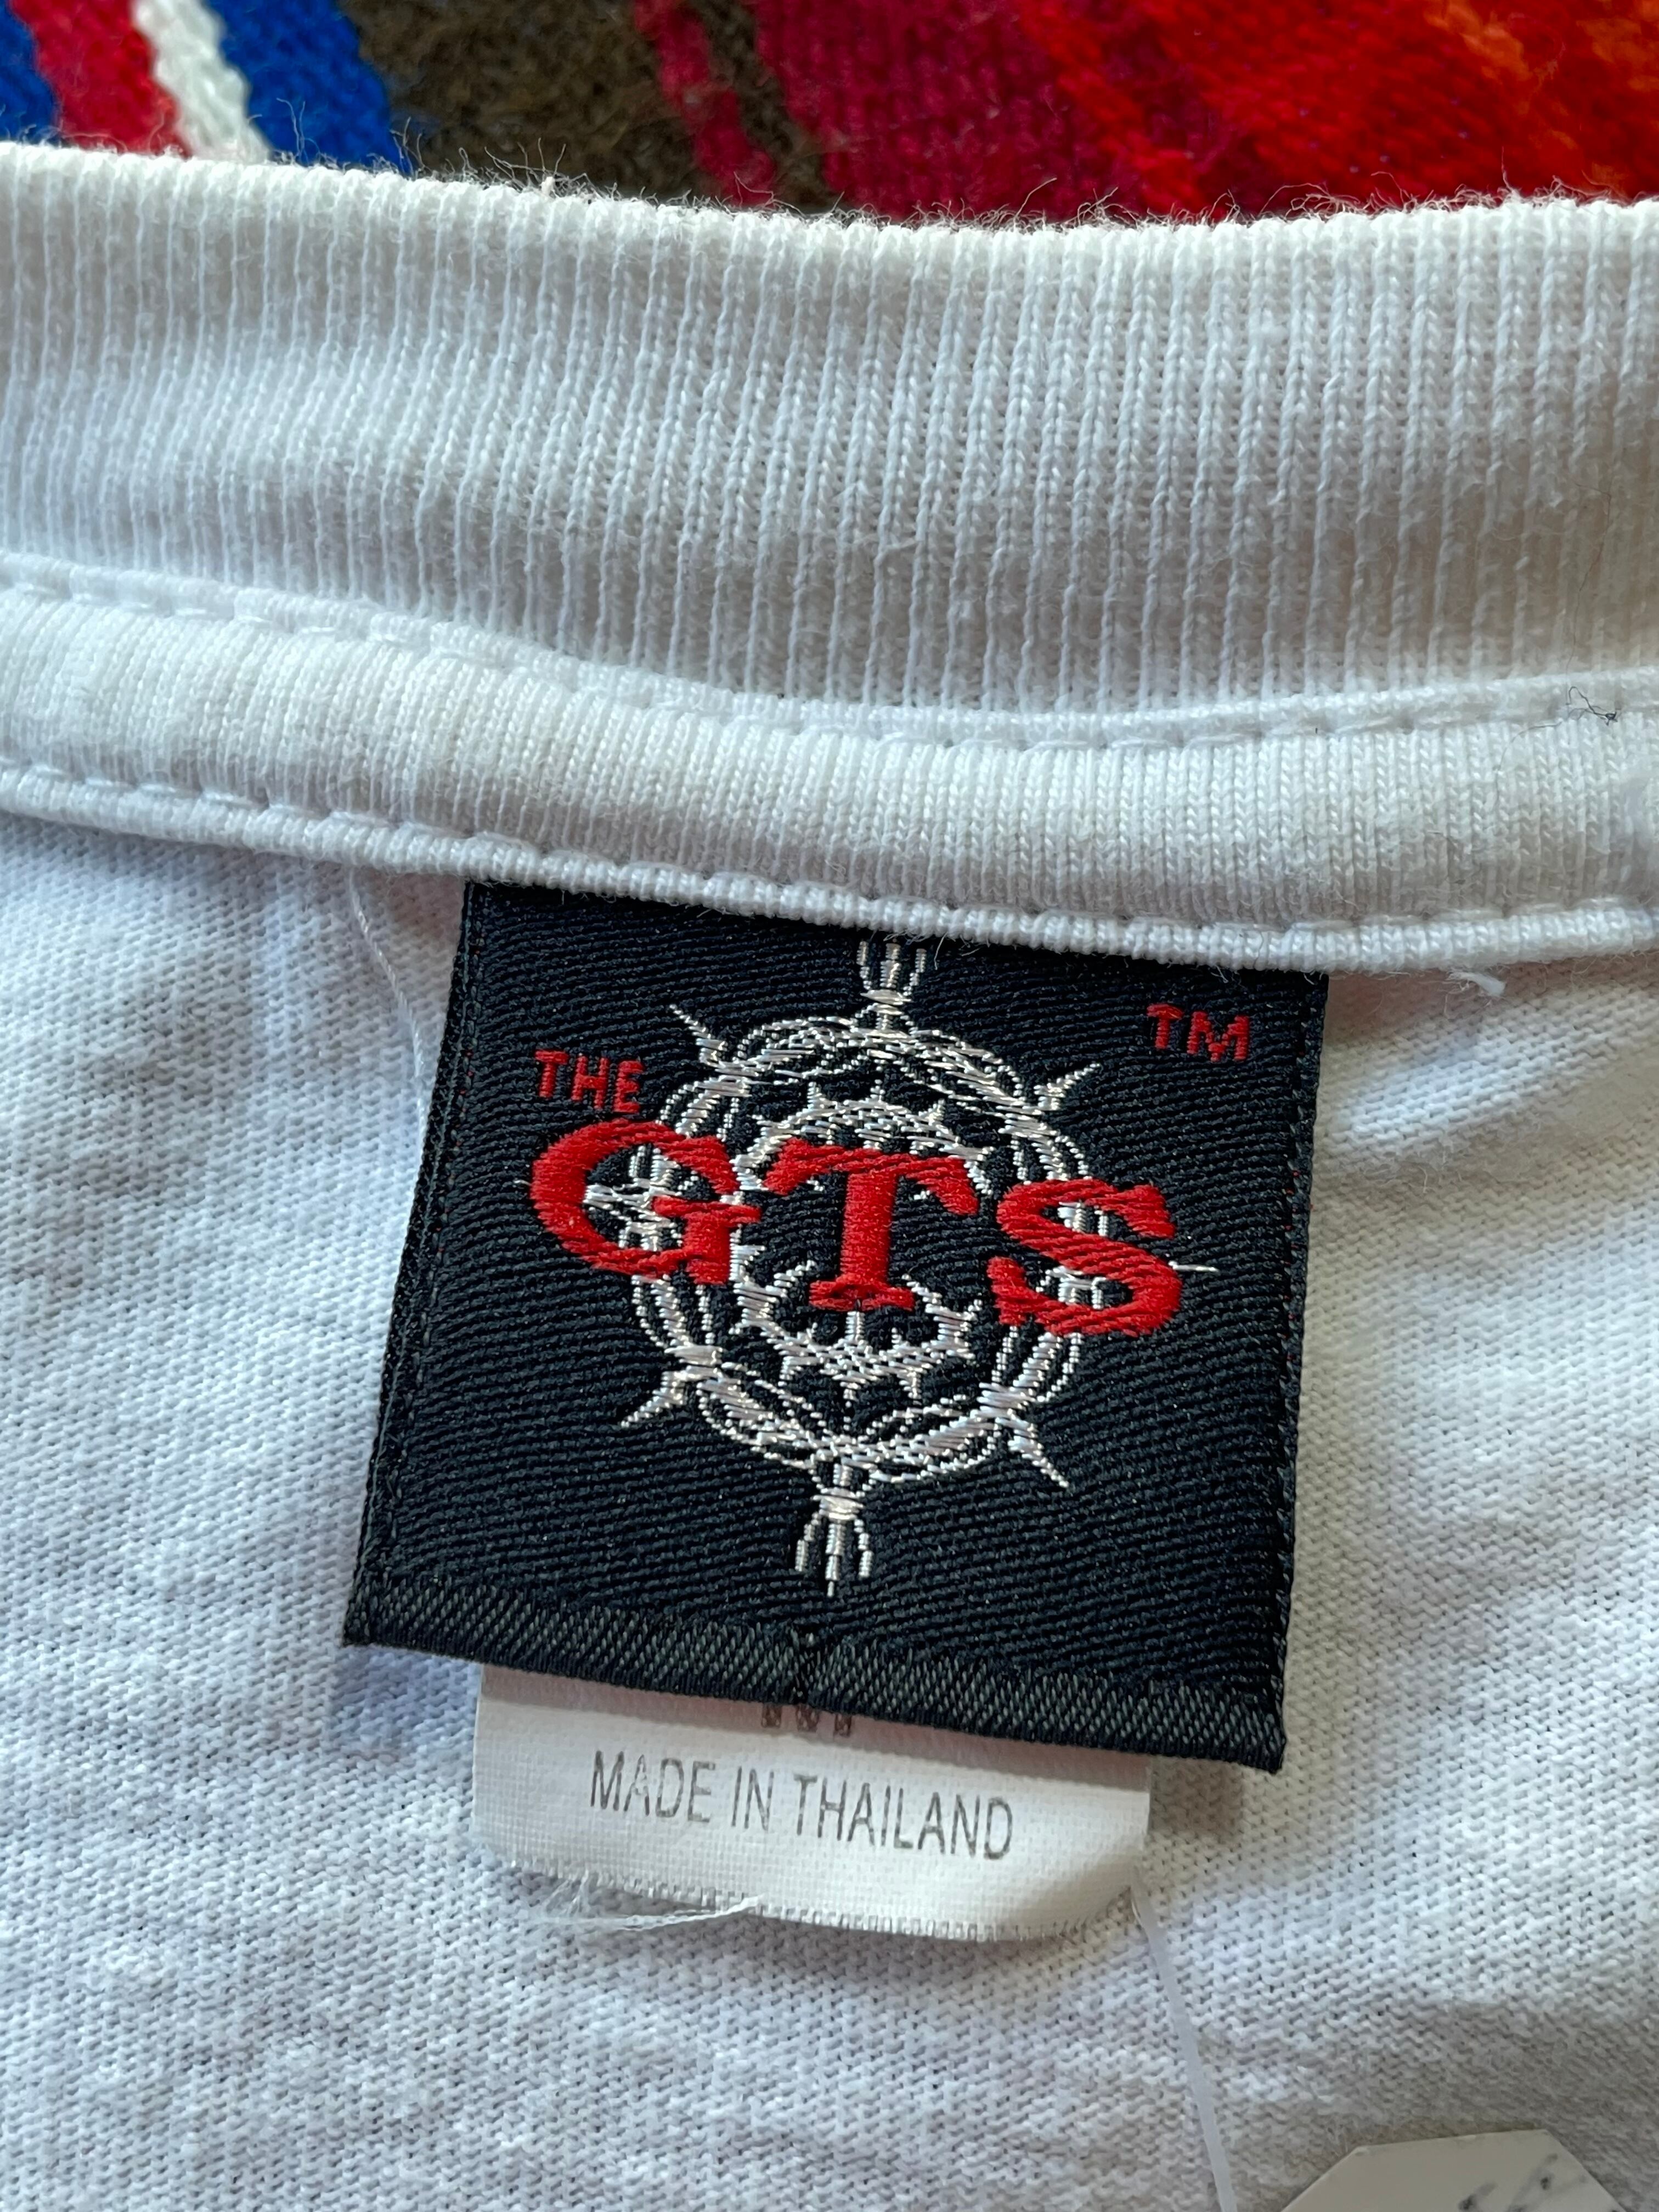 THE
TM
GTS
M
MADE IN THAILAND